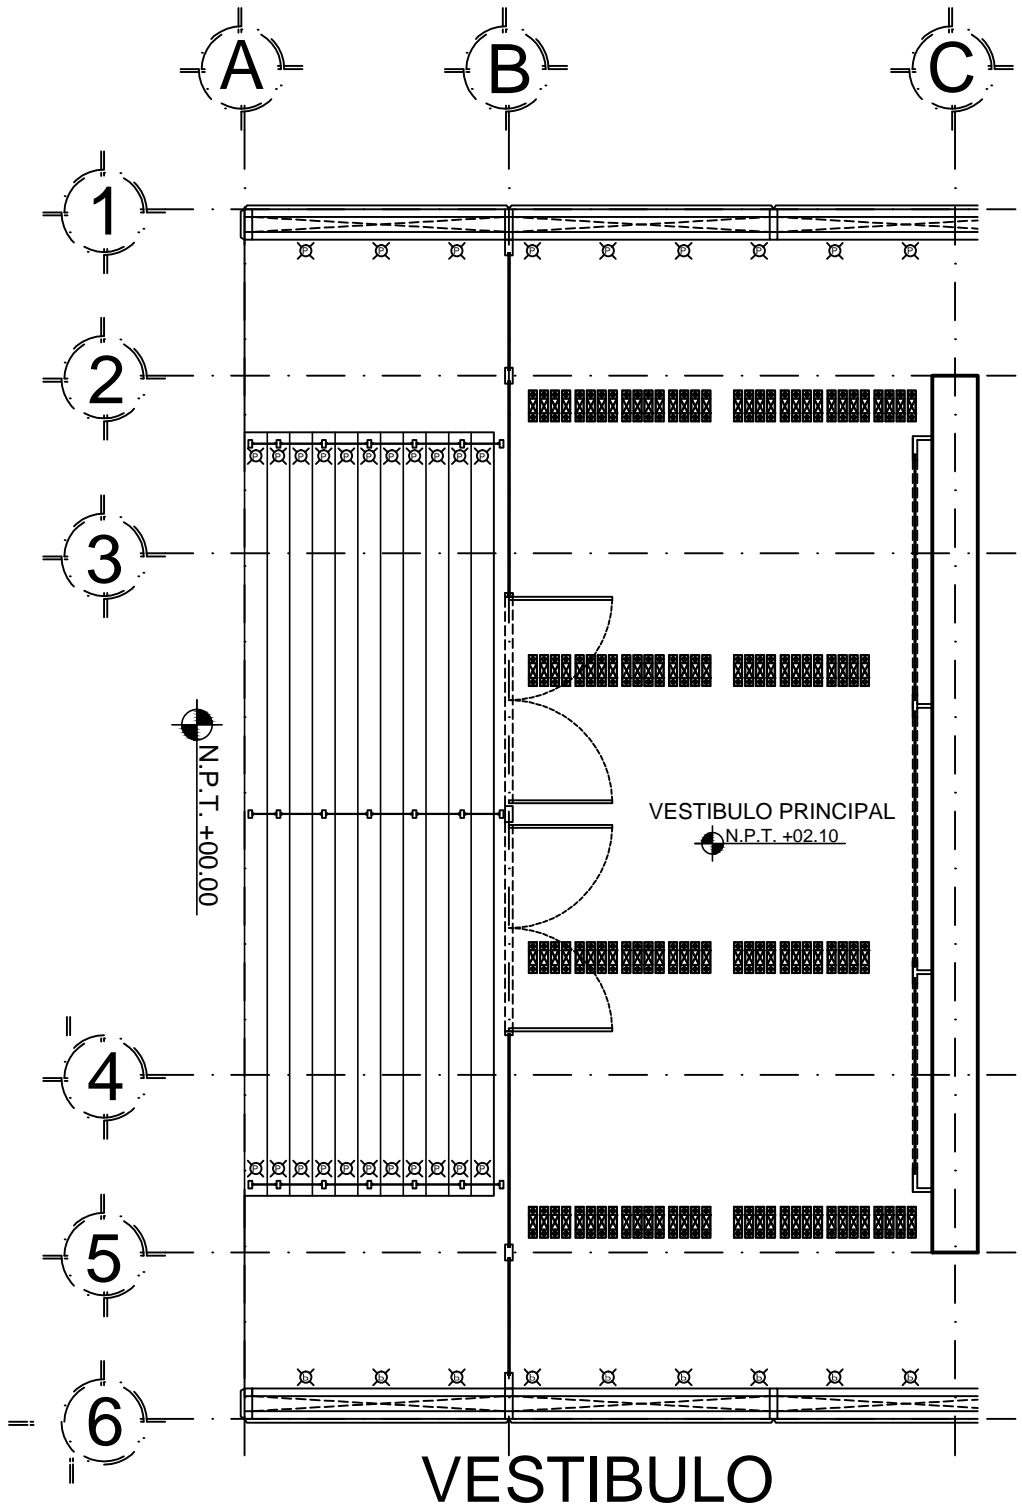 A
B
C
1
2
3
N.P.T. +00.00
VESTIBULO PRINCIPAL
N.P.T. +02.10
4
5
6
VESTIBULO